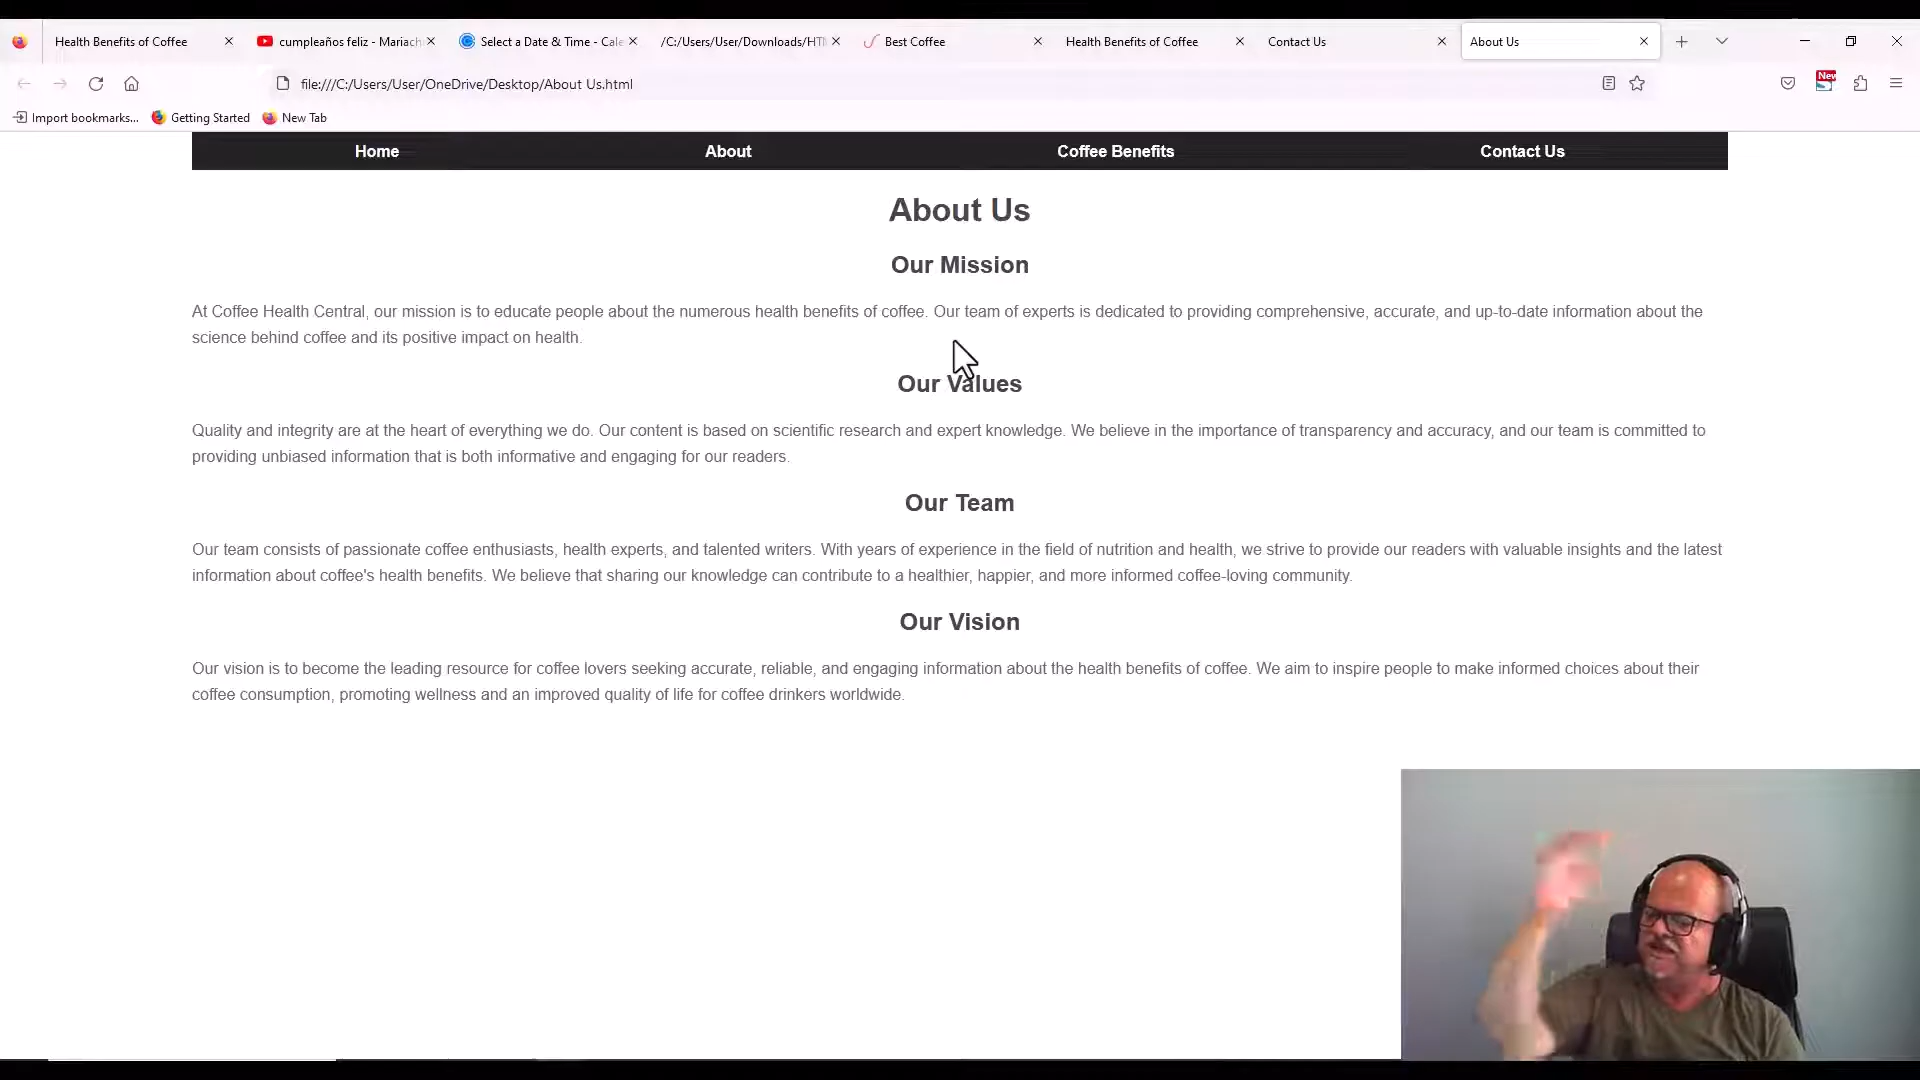 Health Benefits of Coffee
cumpleaños feliz - Mariach
Select a Date & Time - Cale
/C:/Users/User/Downloads/HTM
Best Coffee
Health Benefits of Coffee
Contact Us
About Us
file:///C:/Users/User/OneDrive/Desktop/About Us.html
New
Import bookmarks...
Getting Started
New Tab
Home
About
Coffee Benefits
Contact Us
About Us
Our Mission
At Coffee Health Central, our mission is to educate people about the numerous health benefits of coffee. Our team of experts is dedicated to providing comprehensive, accurate, and up-to-date information about the
science behind coffee and its positive impact on health.
Our Values
Quality and integrity are at the heart of everything we do. Our content is based on scientific research and expert knowledge. We believe in the importance of transparency and accuracy, and our team is committed to
providing unbiased information that is both informative and engaging for our readers.
Our Team
Our team consists of passionate coffee enthusiasts, health experts, and talented writers. With years of experience in the field of nutrition and health, we strive to provide our readers with valuable insights and the latest
information about coffee's health benefits. We believe that sharing our knowledge can contribute to a healthier, happier, and more informed coffee-loving community.
Our Vision
Our vision is to become the leading resource for coffee lovers seeking accurate, reliable, and engaging information about the health benefits of coffee. We aim to inspire people to make informed choices about their
coffee consumption, promoting wellness and an improved quality of life for coffee drinkers worldwide.